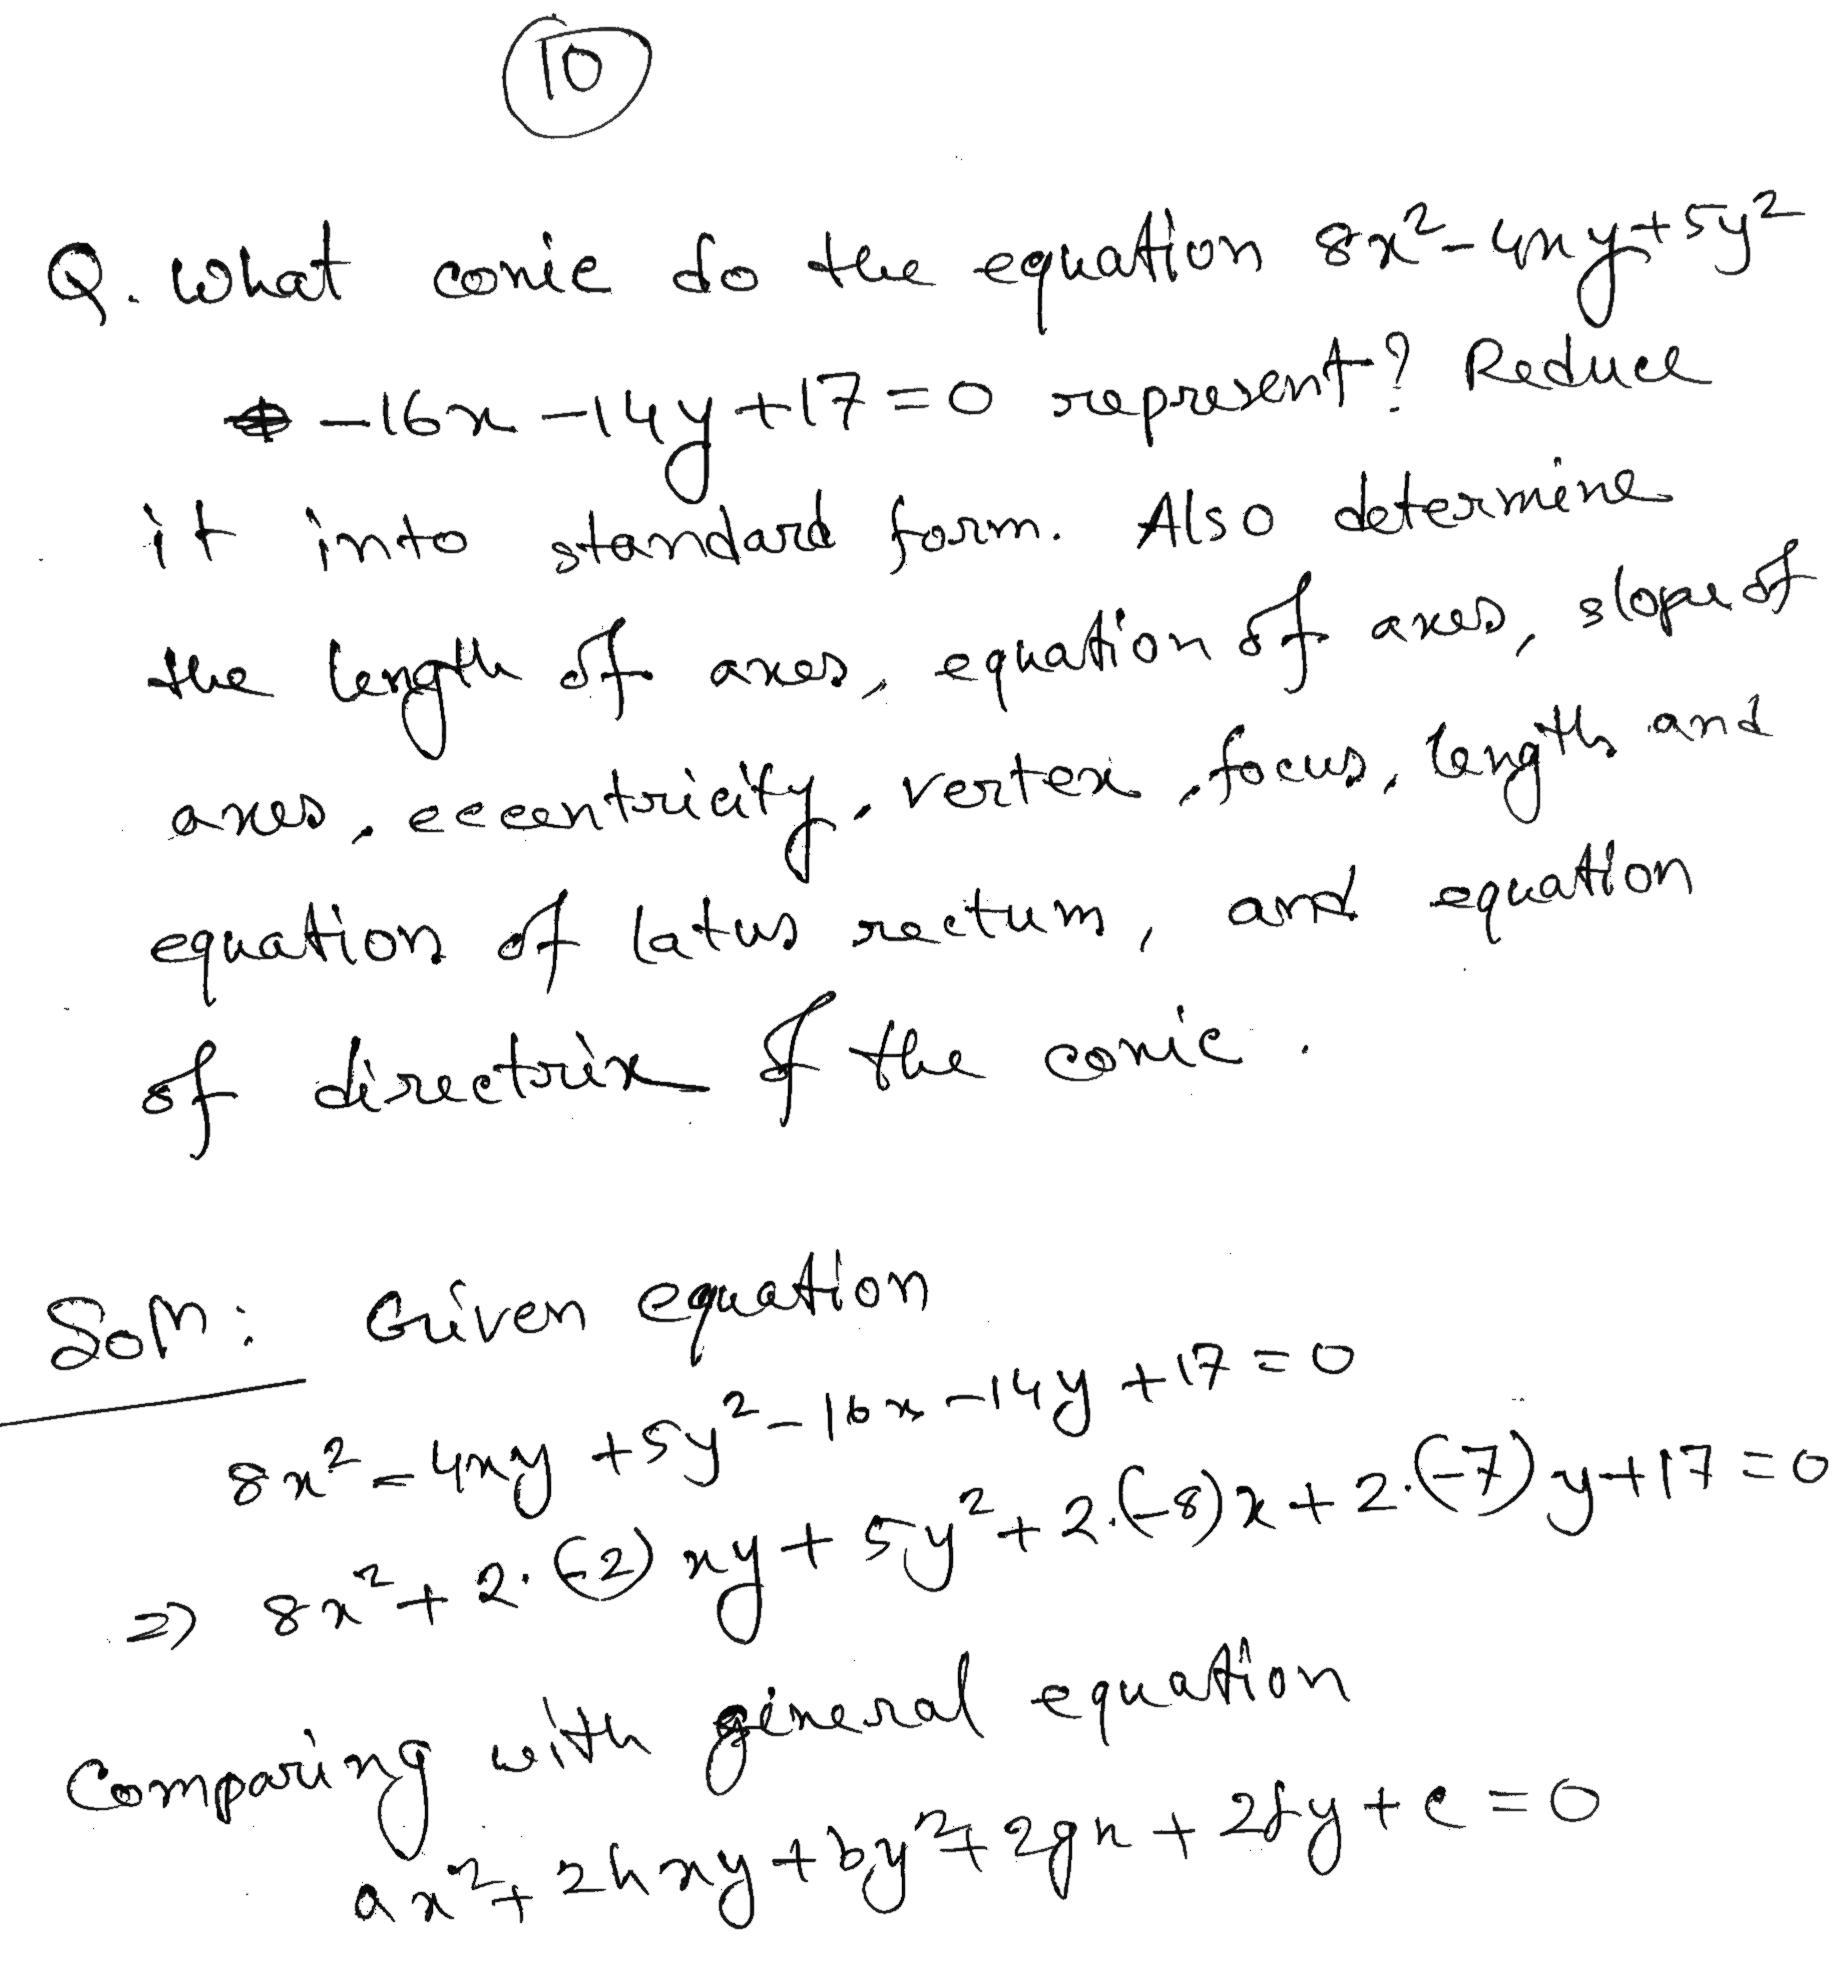 10
Q. What conic do the equation 8x²-4xy+5y²
-16x-14y+17=0 represent? Reduce
it into standard form. Also determine
the length of axes, equation of axes, slope of
axes, eccentricity, vertex, focus, length and
equation of latus rectum, and equation
of directrix of the conic.
Soln: Given equation
8x²-4xy+5y²-16x-14y+17=0
=> 8x²+2.(-2)xy+5y²+2.(-8)x+2.(-7)y+17=0
Comparing with general equation
ax²+2hxy+by²+2gx+2fy+c=0